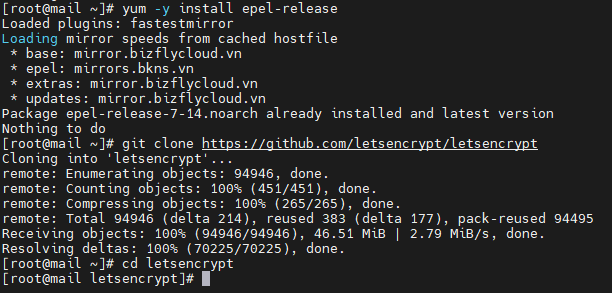 [root@mail ~]# yum -y install epel-release
Loaded plugins: fastestmirror
Loading mirror speeds from cached hostfile
 * base: mirror.bizflycloud.vn
 * epel: mirrors.bkns.vn
 * extras: mirror.bizflycloud.vn
 * updates: mirror.bizflycloud.vn
Package epel-release-7-14.noarch already installed and latest version
Nothing to do
[root@mail ~]# git clone https://github.com/letsencrypt/letsencrypt
Cloning into 'letsencrypt'...
remote: Enumerating objects: 94946, done.
remote: Counting objects: 100% (451/451), done.
remote: Compressing objects: 100% (265/265), done.
remote: Total 94946 (delta 214), reused 383 (delta 177), pack-reused 94495
Receiving objects: 100% (94946/94946), 46.51 MiB | 2.79 MiB/s, done.
Resolving deltas: 100% (70225/70225), done.
[root@mail ~]# cd letsencrypt
[root@mail letsencrypt]#